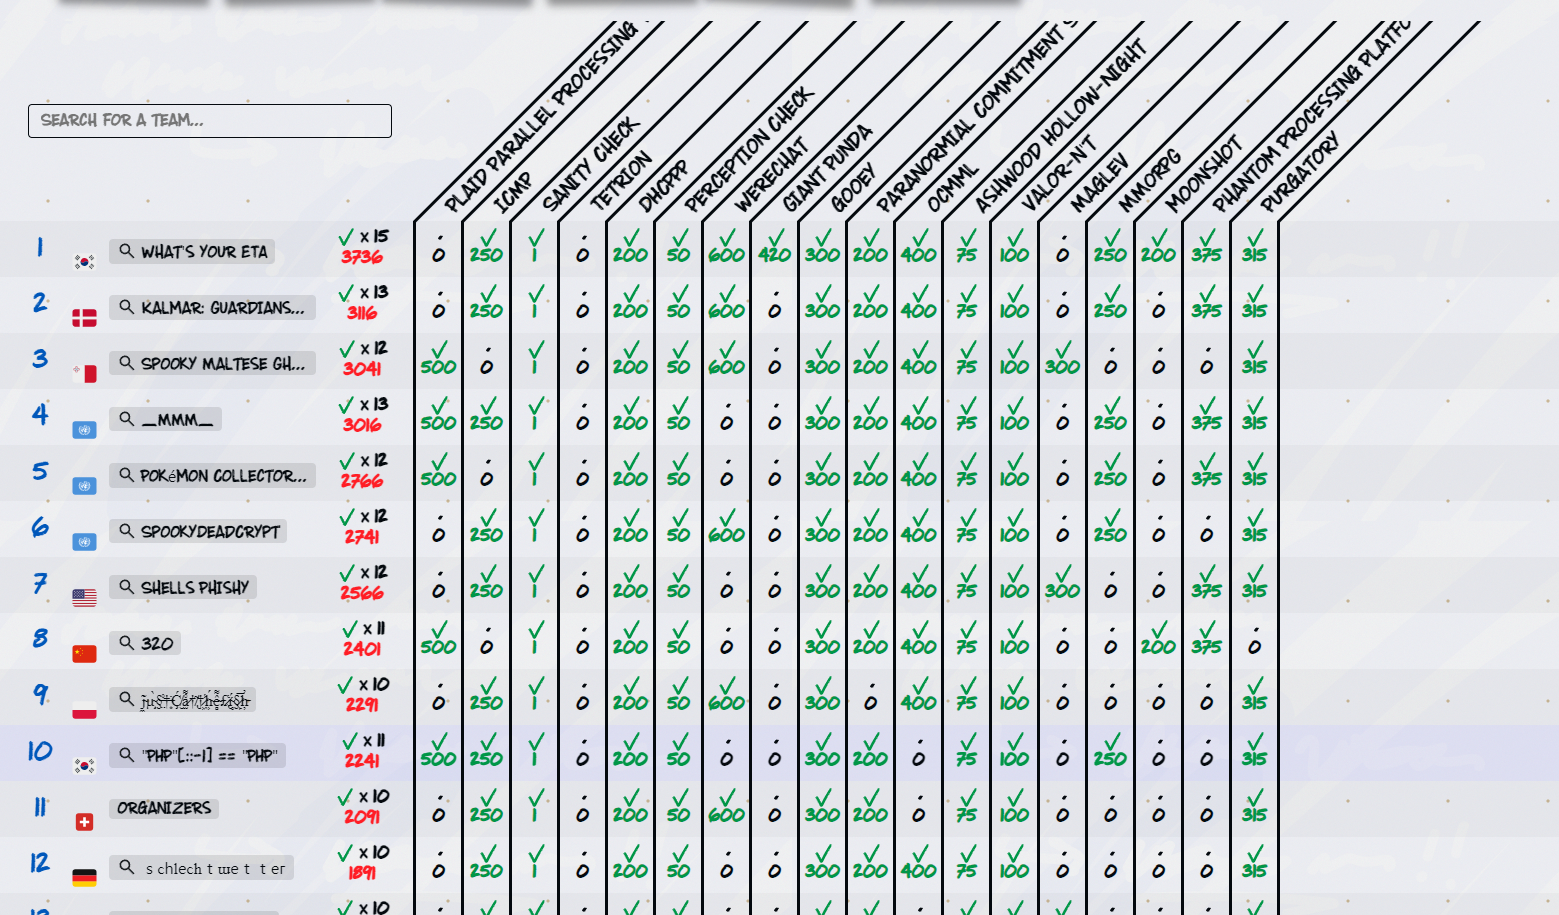 PLAID PARALLEL PROCESSING
ICMP
SANITY CHECK
TETRION
DHCPPP
PERCEPTION CHECK
WERECHAT
GIANT PUNDA
GOOEY
PARANORMIAL COMMITMENT
OCMML
ASHWOOD HOLLOW-NIGHT
VALOR-N'T
MAGLEV
MMORPG
MOONSHOT
PHANTOM PROCESSING PLATFO
PURGATORY
SEARCH FOR A TEAM...
1 WHAT'S YOUR ETA ✓ x 15 3736 0 250 1 0 200 50 600 420 300 200 400 75 100 0 250 200 375 315
2 KALMAR: GUARDIANS... ✓ x 13 3116 0 250 1 0 200 50 600 0 300 200 400 75 100 0 250 0 375 315
3 SPOOKY MALTESE GH... ✓ x 12 3041 500 0 1 0 200 50 600 0 300 200 400 75 100 300 0 0 0 315
4 __MMM__ ✓ x 13 3016 500 250 1 0 200 50 0 0 300 200 400 75 100 0 250 0 375 315
5 POKéMON COLLECTOR... ✓ x 12 2766 500 0 1 0 200 50 0 0 300 200 400 75 100 0 250 0 375 315
6 SPOOKYDEADCRYPT ✓ x 12 2741 0 250 1 0 200 50 600 0 300 200 400 75 100 0 250 0 0 315
7 SHELLS PHISHY ✓ x 12 2566 0 250 1 0 200 50 0 0 300 200 400 75 100 300 0 0 375 315
8 320 ✓ x 11 2401 500 0 1 0 200 50 0 0 300 200 400 75 100 0 0 200 375 0
9 ✓ x 10 2291 0 250 1 0 200 50 600 0 300 0 400 75 100 0 0 0 0 315
10 "PHP"[::-1] == "PHP" ✓ x 11 2241 500 250 1 0 200 50 0 0 300 200 0 75 100 0 250 0 0 315
11 ORGANIZERS ✓ x 10 2091 0 250 1 0 200 50 600 0 300 200 0 75 100 0 0 0 0 315
12 s chlech t twe t t er ✓ x 10 1891 0 250 1 0 200 50 0 0 300 200 400 75 100 0 0 0 0 315
✓ x 10